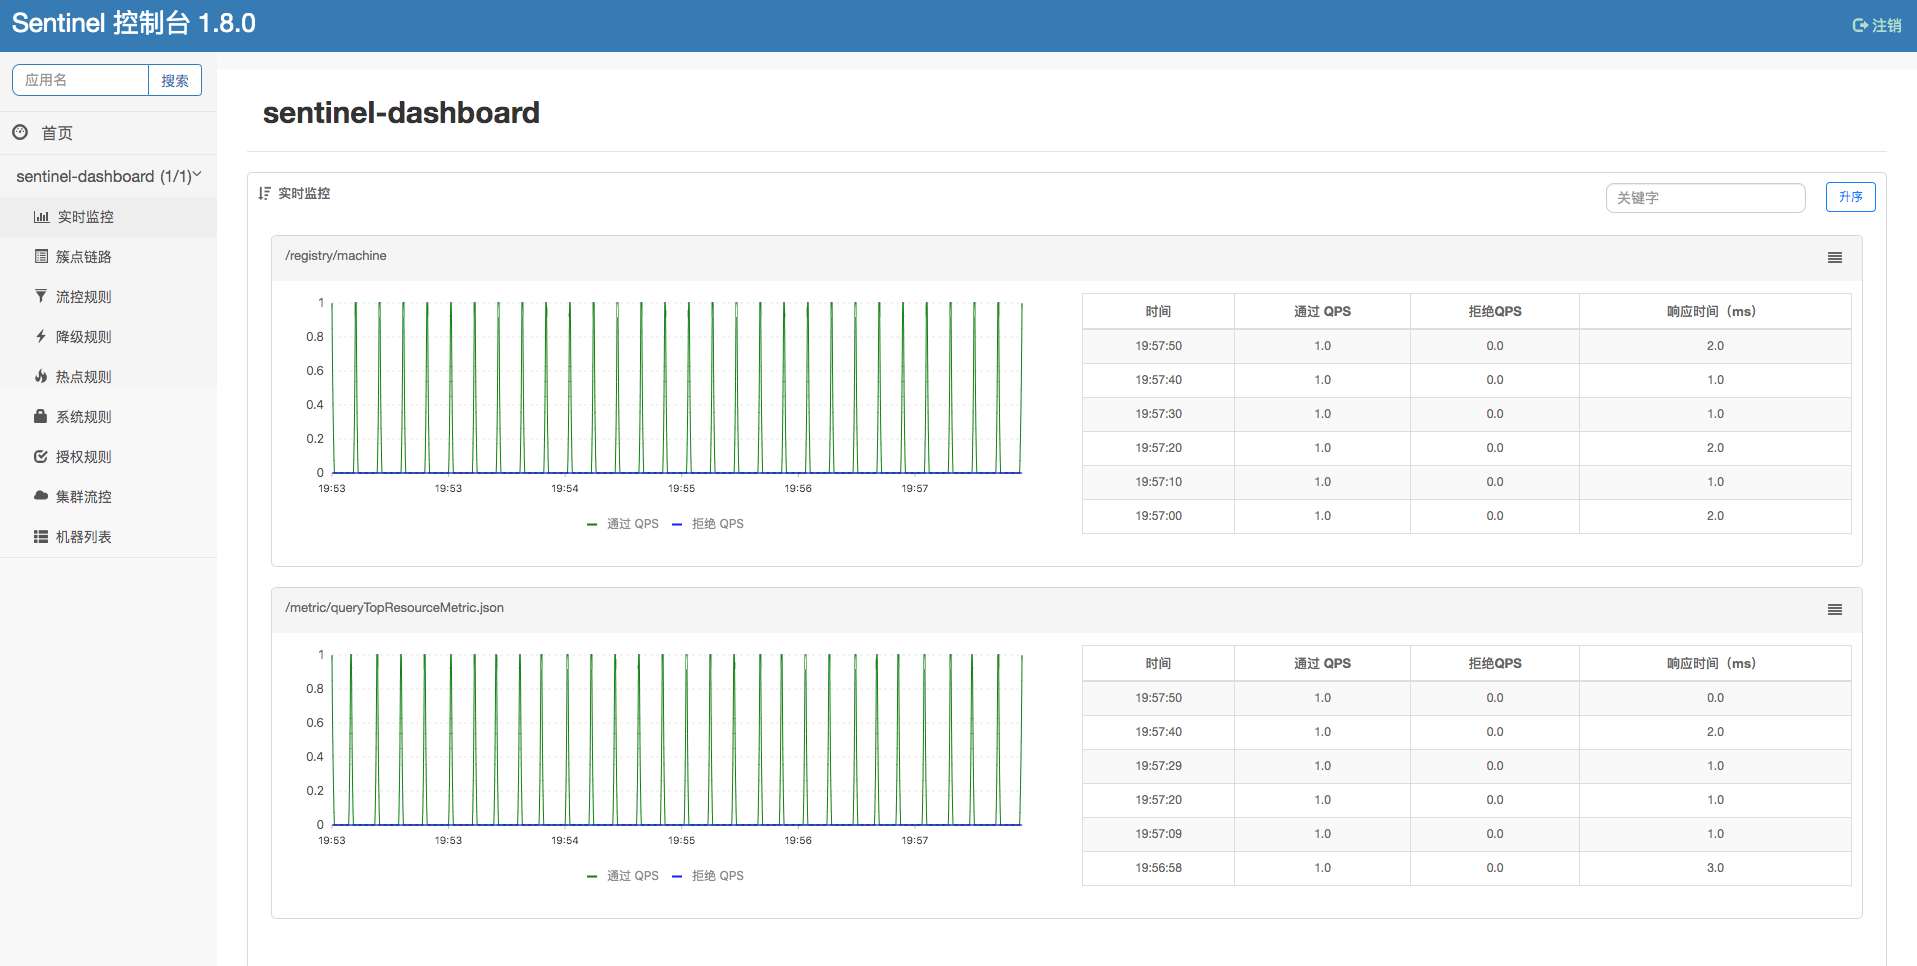 Sentinel 控制台 1.8.0
注销
应用名
搜索
首页
sentinel-dashboard (1/1)
实时监控
簇点链路
流控规则
降级规则
热点规则
系统规则
授权规则
集群流控
机器列表
sentinel-dashboard
实时监控
关键字
升序
/registry/machine
1
0.8
0.6
0.4
0.2
0
19:53 19:53 19:54 19:55 19:56 19:57
通过 QPS 拒绝 QPS
时间 通过 QPS 拒绝QPS 响应时间（ms）
19:57:50 1.0 0.0 2.0
19:57:40 1.0 0.0 1.0
19:57:30 1.0 0.0 1.0
19:57:20 1.0 0.0 2.0
19:57:10 1.0 0.0 1.0
19:57:00 1.0 0.0 2.0
/metric/queryTopResourceMetric.json
1
0.8
0.6
0.4
0.2
0
19:53 19:53 19:54 19:55 19:56 19:57
通过 QPS 拒绝 QPS
时间 通过 QPS 拒绝QPS 响应时间（ms）
19:57:50 1.0 0.0 0.0
19:57:40 1.0 0.0 2.0
19:57:29 1.0 0.0 1.0
19:57:20 1.0 0.0 1.0
19:57:09 1.0 0.0 1.0
19:56:58 1.0 0.0 3.0